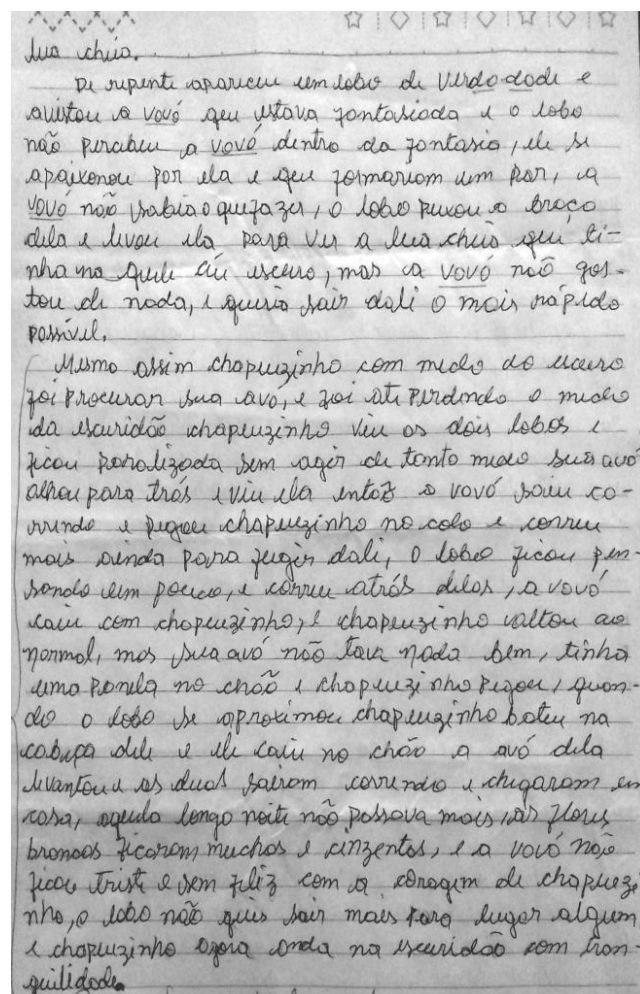 lua cheia.
De repente apareceu um lobo de verdadade e
avistou a vovó que estava fantasiada e o lobo
não percebeu a vovó dentro da fantasia, ele se
apaixonou por ela e que formariam um par, a
vovó não sabia o que fazer, o lobo puxou o braço
dela e levou ela para ver a lua cheia que ti-
nha na quele céu escuro, mas a vovó não gos-
tou de nada, e queria sair dali o mais rápido
possível.
Mesmo assim chapeuzinho com medo do escuro
foi procurar sua avó, e foi até perdendo o medo
da escuridão chapeuzinho viu os dois lobos e
ficou paralizada sem agir de tanto medo sua avó
olhou para trás e viu ela a vovó saiu co-
rrendo e pegou chapeuzinho no colo e correu
mais ainda para fugir dali, o lobo ficou pen-
sando um pouco, e correu atrás delas, a vovó
caiu com chapeuzinho, e chapeuzinho voltou ao
normal, mas sua avó não tava nada bem, tinha
uma panela no chão e chapeuzinho pegou, quan-
do o lobo se aproximou chapeuzinho bateu na
cabeça dele e ele caiu no chão a avó dela
levantou e as duas sairam correndo e chegaram em
casa, aquela longa noite não passava mais, as flores
brancas ficaram muchas e cinzentas, e a vovó não
ficou triste e sem feliz com a coragem de chapeuzi
nho, o lobo não quis sair mais para lugar algum
e chapeuzinho agora anda na escuridão com tran-
quilidade.